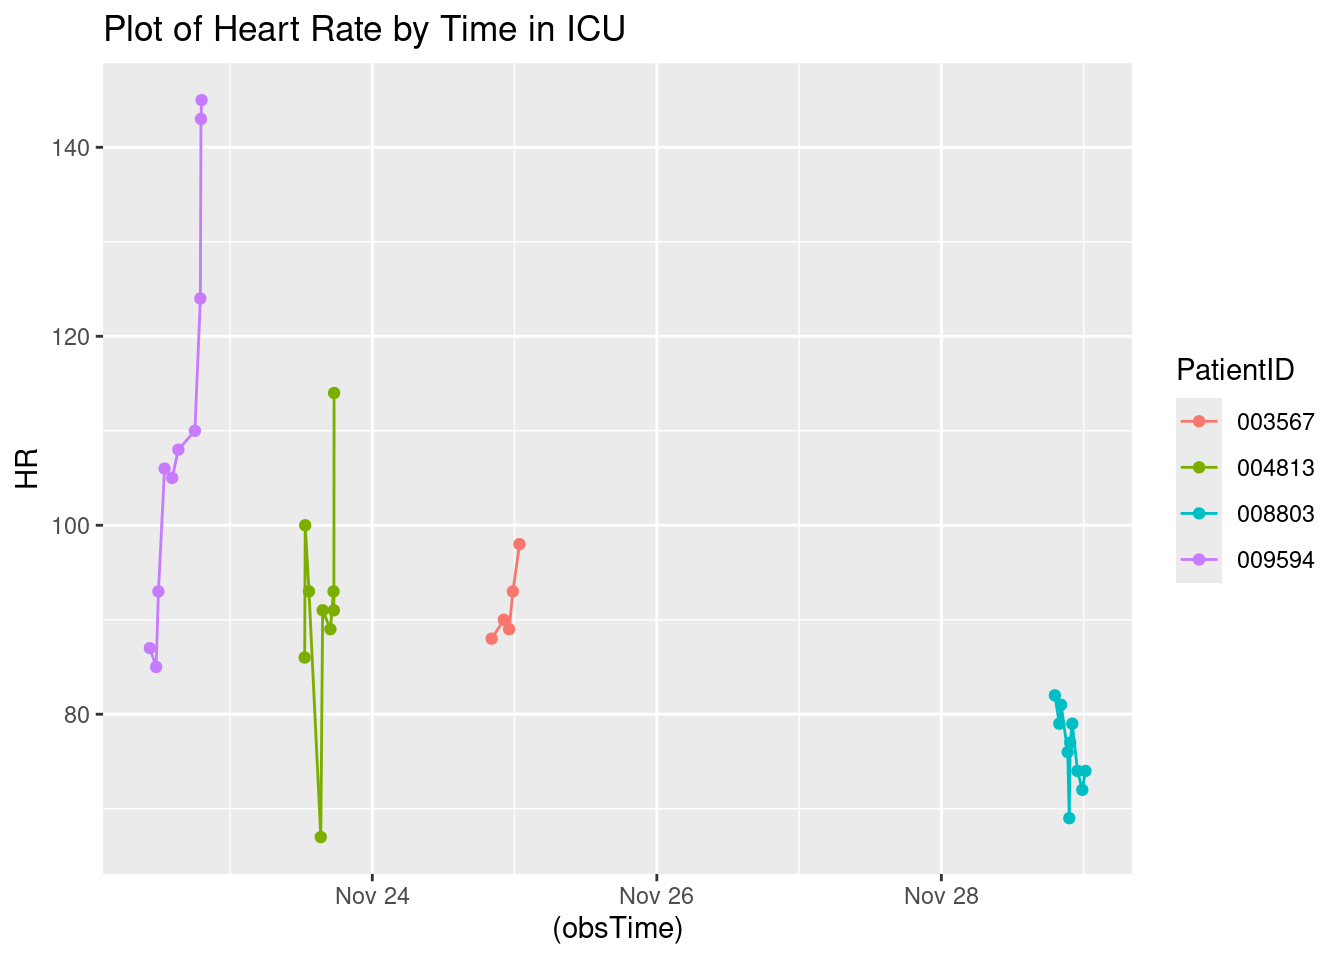 Plot of Heart Rate by Time in ICU
140
120
100
80
HR
Nov 24
Nov 26
Nov 28
(obsTime)
PatientID
003567
004813
008803
009594